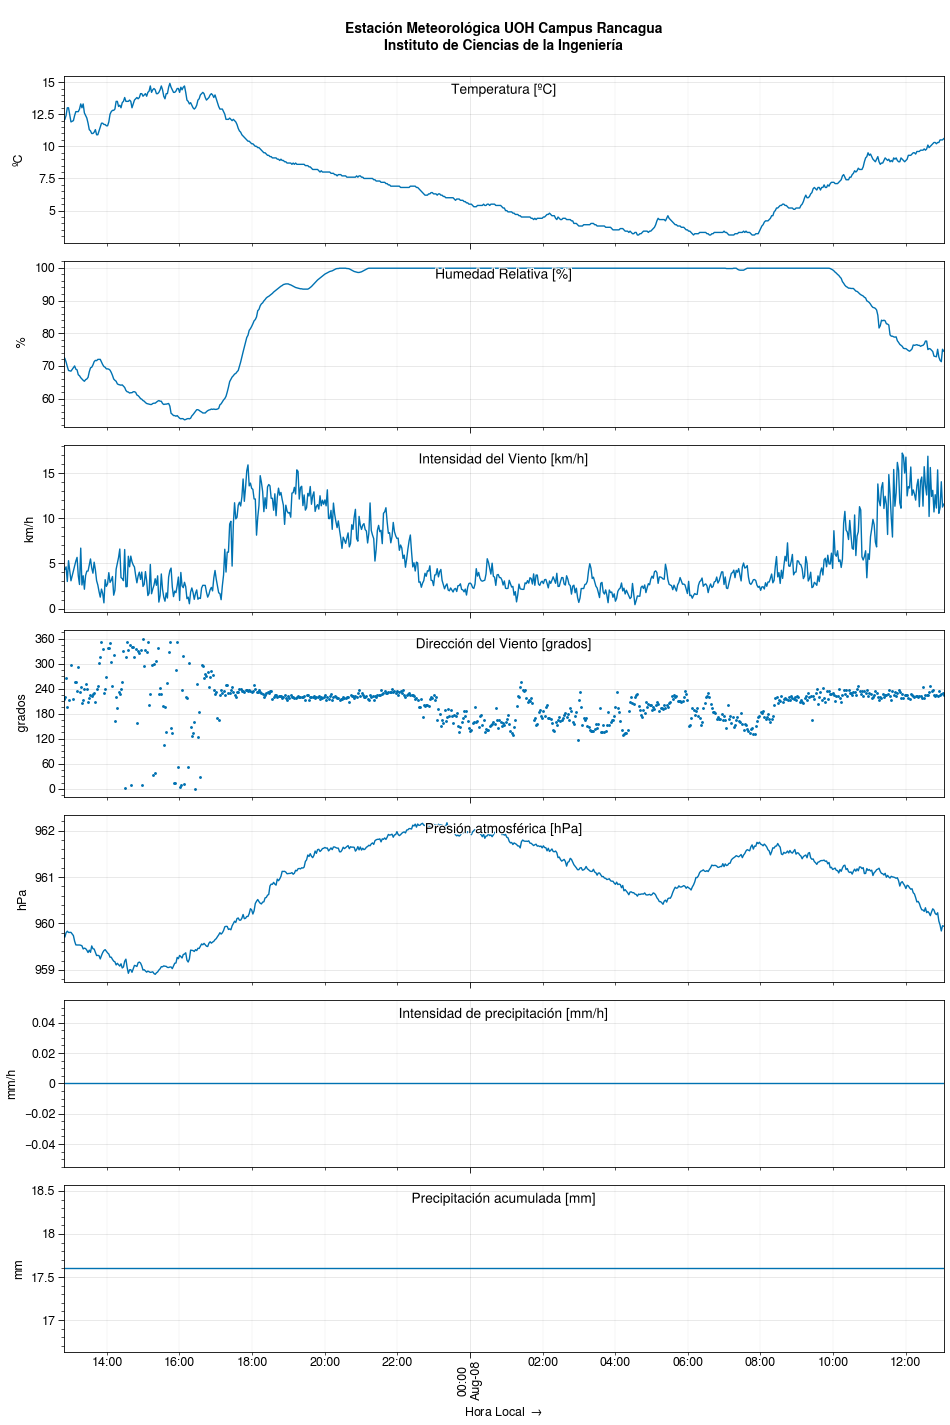 Estación Meteorológica UOH Campus Rancagua
Instituto de Ciencias de la Ingeniería
Temperatura [ºC]
15
12.5
10
7.5
5
ºC
Humedad Relativa [%]
100
90
80
70
60
%
Intensidad del Viento [km/h]
15
10
5
0
km/h
Dirección del Viento [grados]
360
300
240
180
120
60
0
grados
Presión atmosférica [hPa]
962
961
960
959
hPa
Intensidad de precipitación [mm/h]
0.04
0.02
0
−0.02
−0.04
mm/h
Precipitación acumulada [mm]
18.5
18
17.5
17
mm
14:00 16:00 18:00 20:00 22:00 00:00 02:00 04:00 06:00 08:00 10:00 12:00
Aug-08
Hora Local →